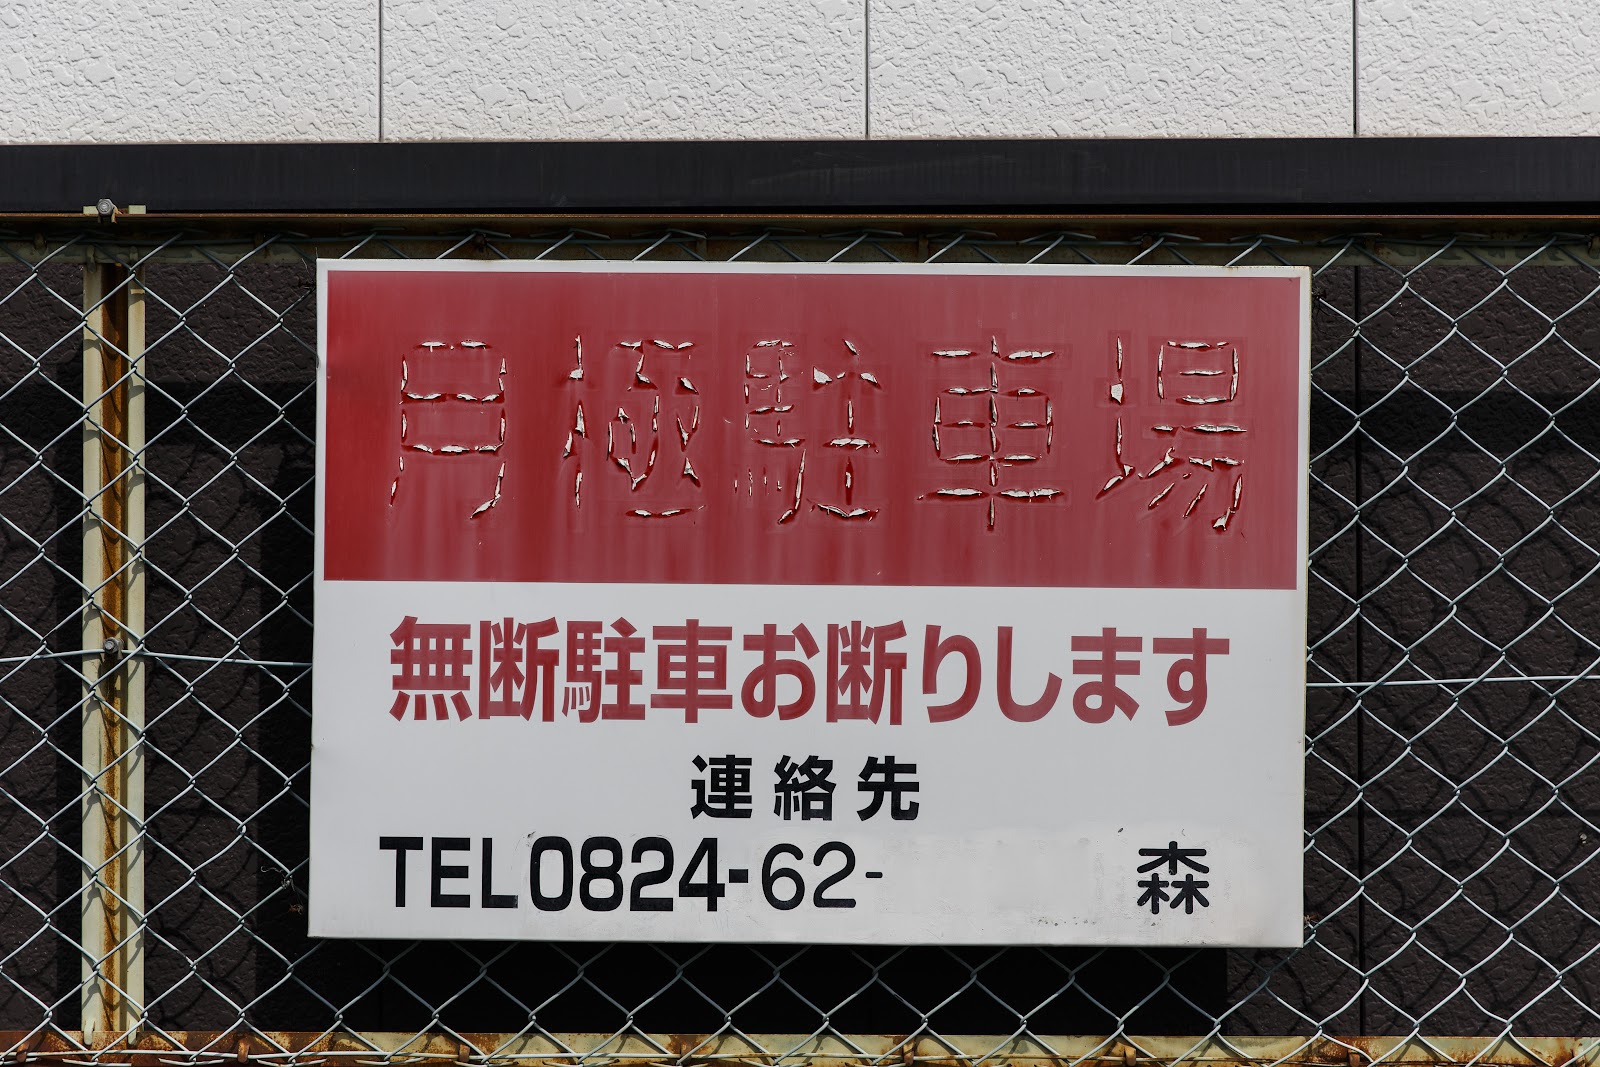 月極駐車場
無断駐車お断りします
連絡先
TEL0824-62- 森